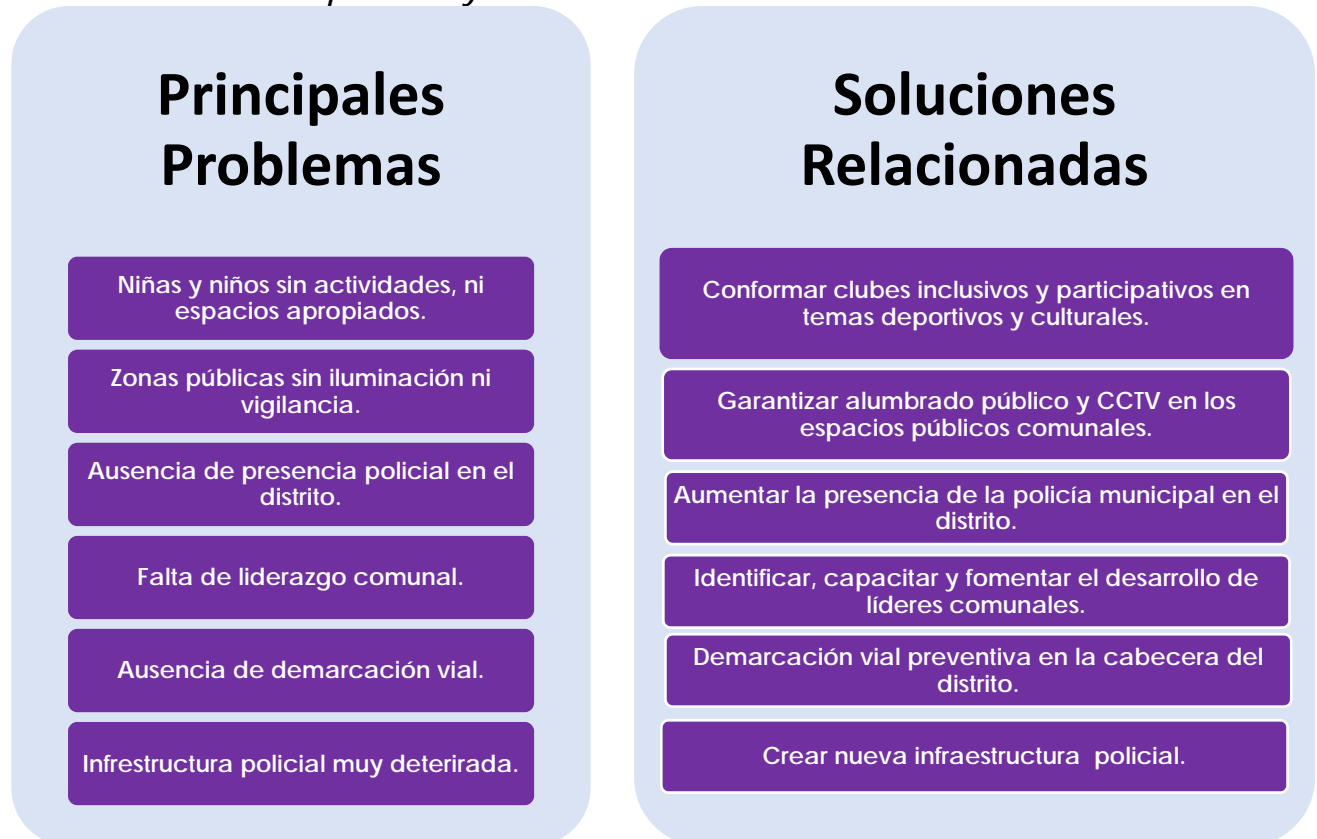 Principales
Problemas
Niñas y niños sin actividades, ni
espacios apropiados.
Zonas públicas sin iluminación ni
vigilancia.
Ausencia de presencia policial en el
distrito.
Falta de liderazgo comunal.
Ausencia de demarcación vial.
Infrestructura policial muy deterirada.
Soluciones
Relacionadas
Conformar clubes inclusivos y participativos en
temas deportivos y culturales.
Garantizar alumbrado público y CCTV en los
espacios públicos comunales.
Aumentar la presencia de la policía municipal en el
distrito.
Identificar, capacitar y fomentar el desarrollo de
líderes comunales.
Demarcación vial preventiva en la cabecera del
distrito.
Crear nueva infraestructura  policial.